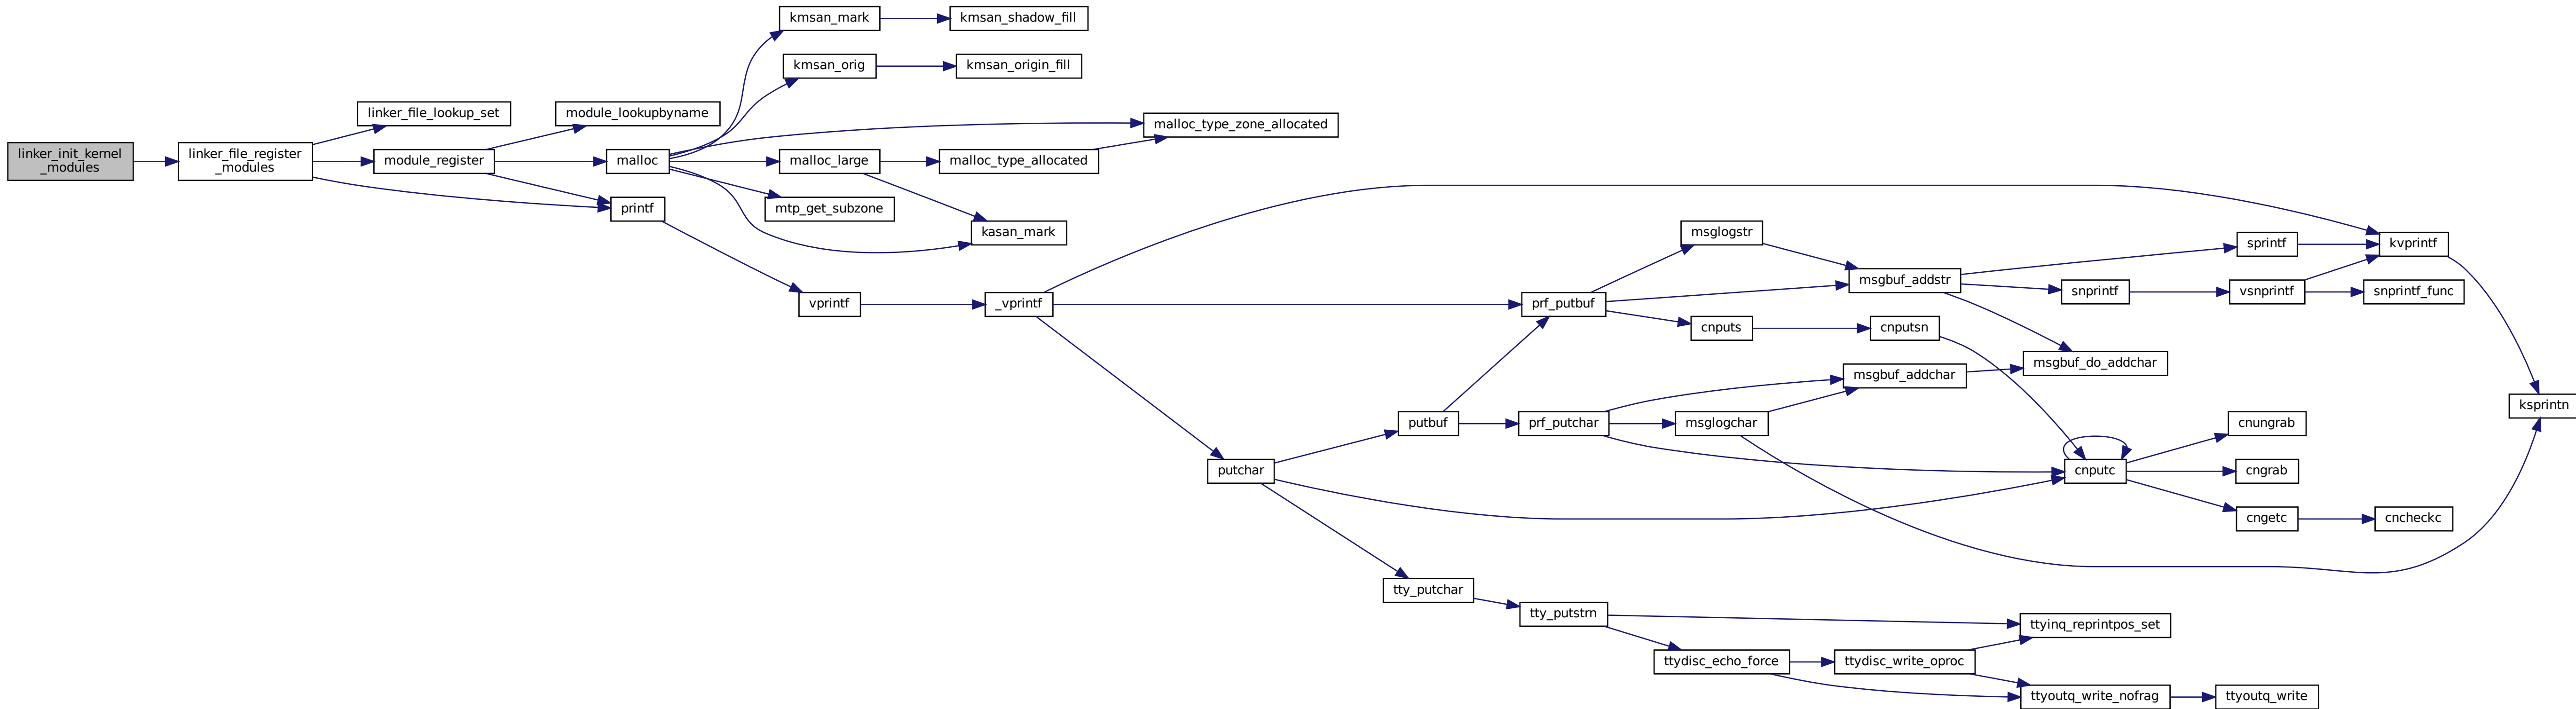 linker_init_kernel
_modules
linker_file_register
_modules
linker_file_lookup_set
module_register
printf
module_lookupbyname
malloc
kmsan_mark
kmsan_shadow_fill
kmsan_orig
kmsan_origin_fill
malloc_type_zone_allocated
malloc_large
malloc_type_allocated
mtp_get_subzone
kasan_mark
vprintf
_vprintf
kvprintf
ksprintn
prf_putbuf
msglogstr
msgbuf_addstr
sprintf
snprintf
vsnprintf
snprintf_func
cnputs
cnputsn
msgbuf_do_addchar
msgbuf_addchar
putchar
putbuf
prf_putchar
msglogchar
cnputc
cnungrab
cngrab
cngetc
cncheckc
tty_putchar
tty_putstrn
ttyinq_reprintpos_set
ttydisc_echo_force
ttydisc_write_oproc
ttyoutq_write_nofrag
ttyoutq_write